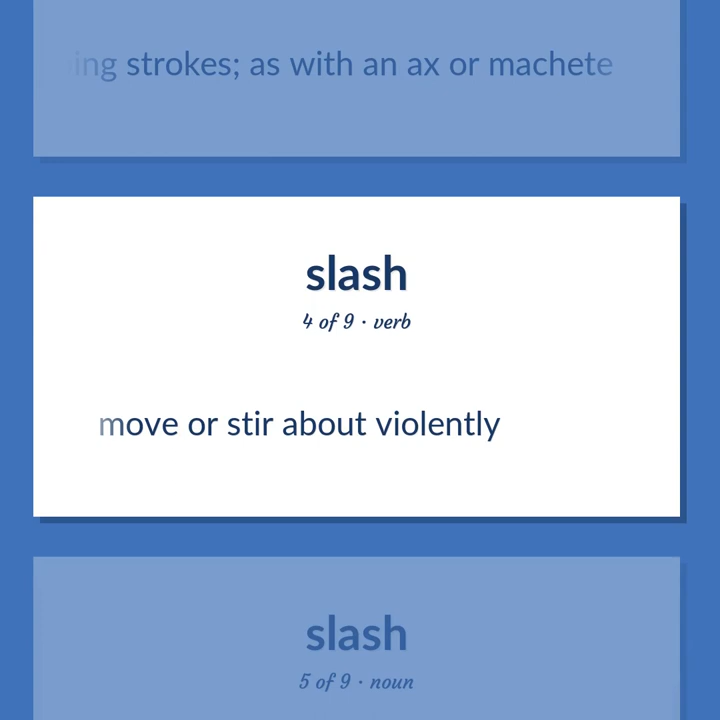 strokes; as with an ax or machete
slash
4 of 9 · verb
move or stir about violently
slash
5 of 9 · noun